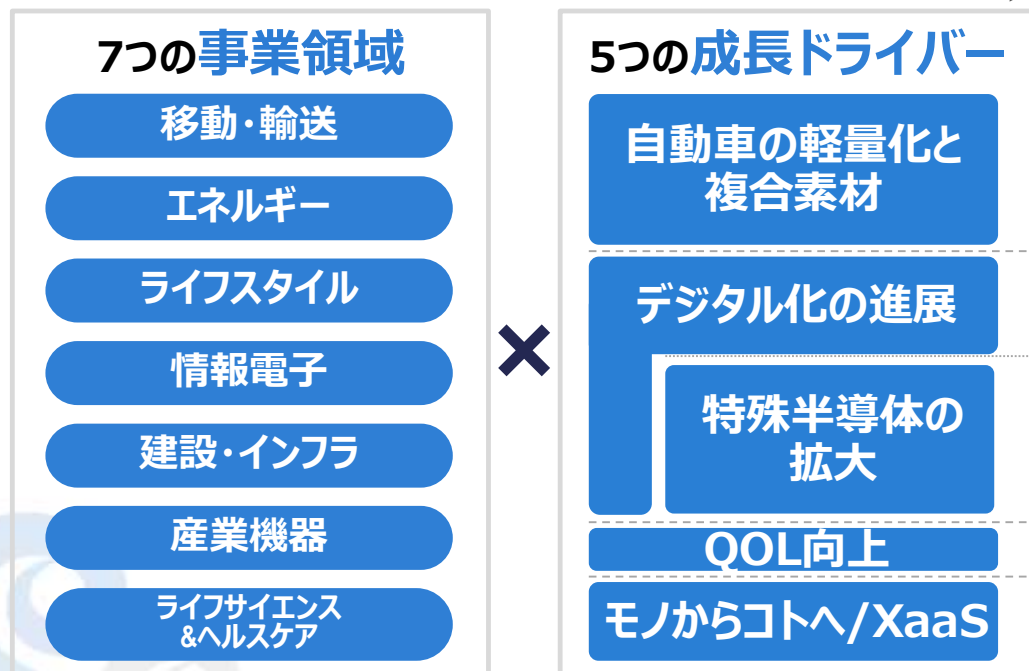 7つの事業領域
移動・輸送
エネルギー
ライフスタイル
情報電子
建設・インフラ
産業機器
ライフサイエンス
&ヘルスケア
×
5つの成長ドライバー
自動車の軽量化と
複合素材
デジタル化の進展
特殊半導体の
拡大
QOL向上
モノからコトへ/XaaS